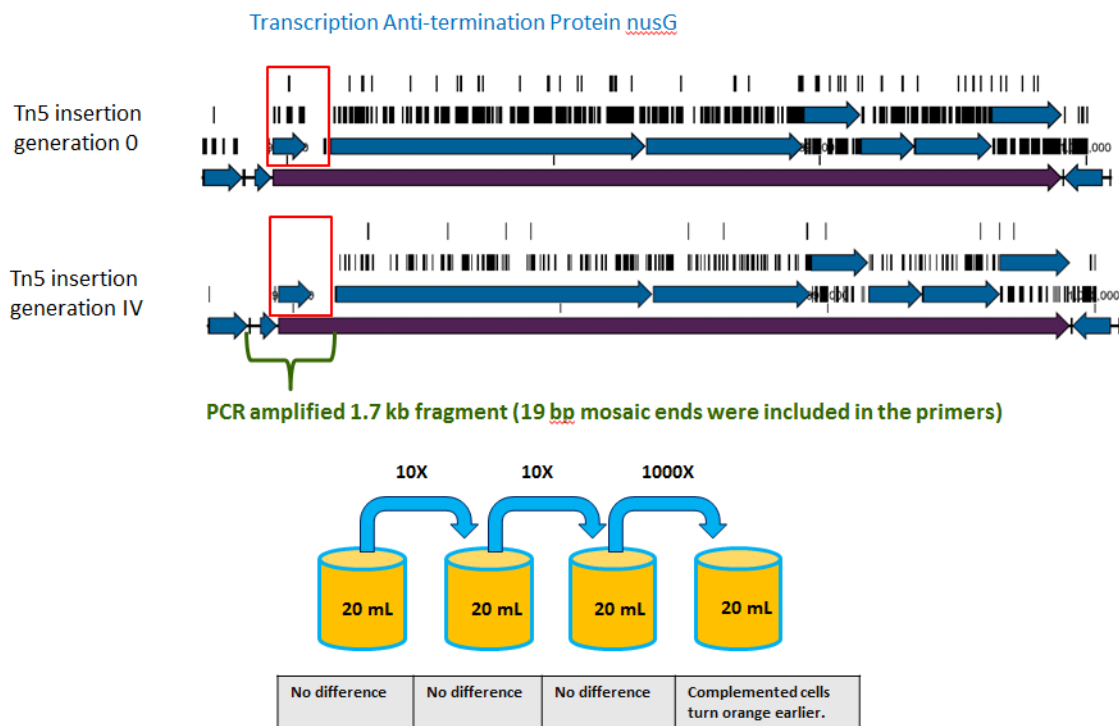 Transcription Anti-termination Protein nusG
Tn5 insertion
generation 0
Tn5 insertion
generation IV
PCR amplified 1.7 kb fragment (19 bp mosaic ends were included in the primers)
10X 10X 1000X
20 mL 20 mL 20 mL 20 mL
No difference No difference No difference Complemented cells
turn orange earlier.